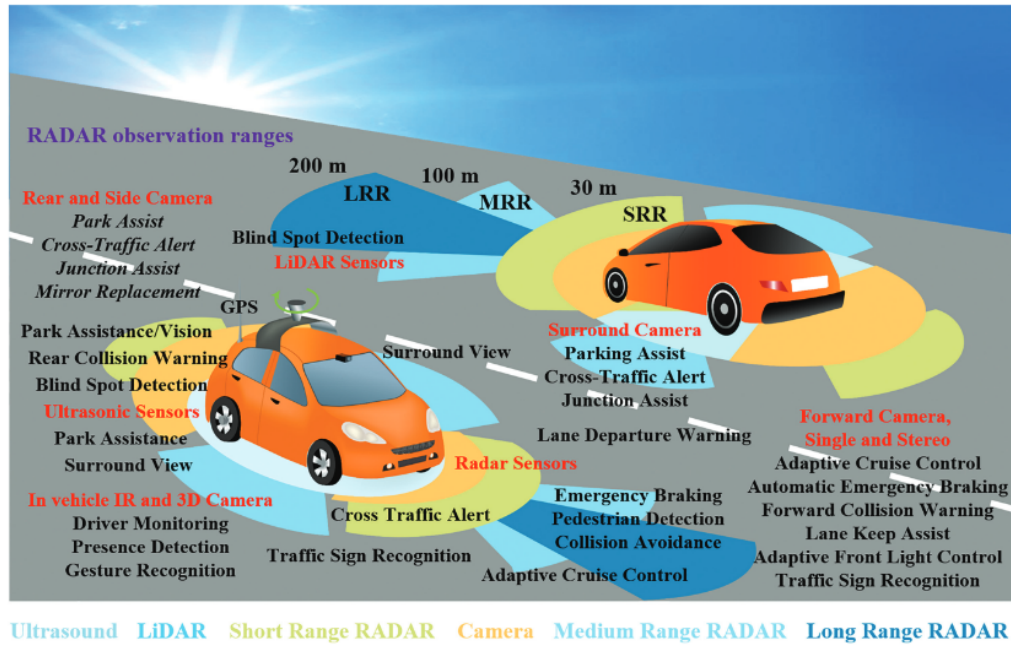 RADAR observation ranges
200 m
LRR
100 m
MRR
30 m
SRR
Rear and Side Camera
Park Assist
Cross-Traffic Alert
Junction Assist
Mirror Replacement
Blind Spot Detection
LiDAR Sensors
GPS
Park Assistance/Vision
Rear Collision Warning
Blind Spot Detection
Ultrasonic Sensors
Park Assistance
Surround View
In vehicle IR and 3D Camera
Driver Monitoring
Presence Detection
Gesture Recognition
Surround View
Surround Camera
Parking Assist
Cross-Traffic Alert
Junction Assist
Lane Departure Warning
Radar Sensors
Cross Traffic Alert
Traffic Sign Recognition
Emergency Braking
Pedestrian Detection
Collision Avoidance
Adaptive Cruise Control
Forward Camera,
Single and Stereo
Adaptive Cruise Control
Automatic Emergency Braking
Forward Collision Warning
Lane Keep Assist
Adaptive Front Light Control
Traffic Sign Recognition
Ultrasound LiDAR Short Range RADAR Camera Medium Range RADAR Long Range RADAR